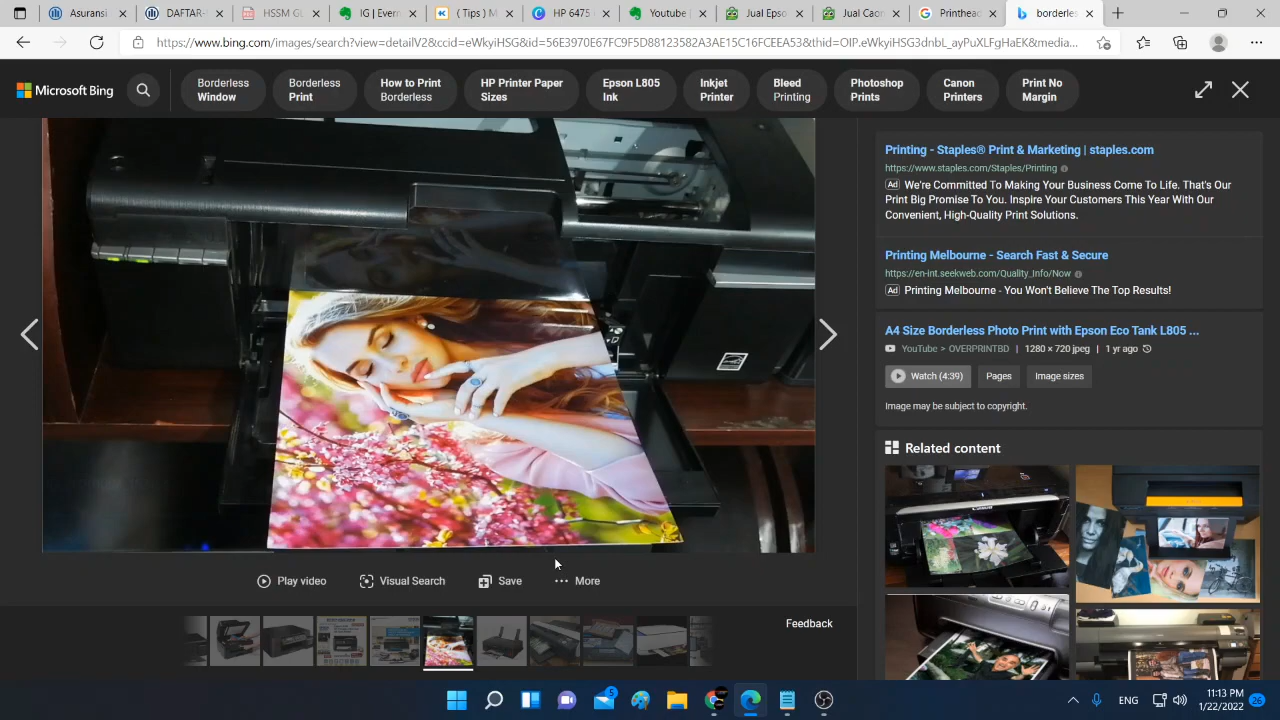 Asuransi
DAFTAR-
HSSM GL
IG | Evern
( Tips ) M
HP 6475 v
Youtube |
Jual Epso
Jual Cano
Printhead
borderles
https://www.bing.com/images/search?view=detailV2&ccid=eWkyiHSG&id=56E3970E67FC9F5D88123582A3AE15C16FCEEA53&thid=OIP.eWkyiHSG3dnbL_ayPuXLFgHaEK&media...
Microsoft Bing
Borderless
Window
Borderless
Print
How to Print
Borderless
HP Printer Paper
Sizes
Epson L805
Ink
Inkjet
Printer
Bleed
Printing
Photoshop
Prints
Canon
Printers
Print No
Margin
Printing - Staples® Print & Marketing | staples.com
https://www.staples.com/Staples/Printing
Ad We're Committed To Making Your Business Come To Life. That's Our
Print Big Promise To You. Inspire Your Customers This Year With Our
Convenient, High-Quality Print Solutions.
Printing Melbourne - Search Fast & Secure
https://en-int.seekweb.com/Quality_Info/Now
Ad Printing Melbourne - You Won't Believe The Top Results!
A4 Size Borderless Photo Print with Epson Eco Tank L805 ...
YouTube > OVERPRINTBD | 1280 × 720 jpeg | 1 yr ago
Watch (4:39)
Pages
Image sizes
Image may be subject to copyright.
Related content
Play video
Visual Search
Save
More
Feedback
5
ENG
11:13 PM
1/22/2022
26